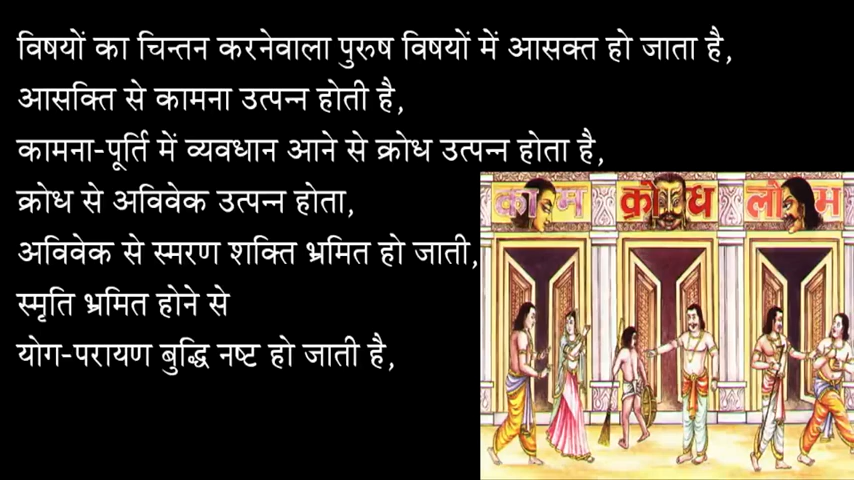 विषयों का चिन्तन करनेवाला पुरुष विषयों में आसक्त हो जाता है,
आसक्ति से कामना उत्पन्न होती है,
कामना-पूर्ति में व्यवधान आने से क्रोध उत्पन्न होता है,
क्रोध से अविवेक उत्पन्न होता,
अविवेक से स्मरण शक्ति भ्रमित हो जाती,
स्मृति भ्रमित होने से
योग-परायण बुद्धि नष्ट हो जाती है,
काम क्रोध लोभ